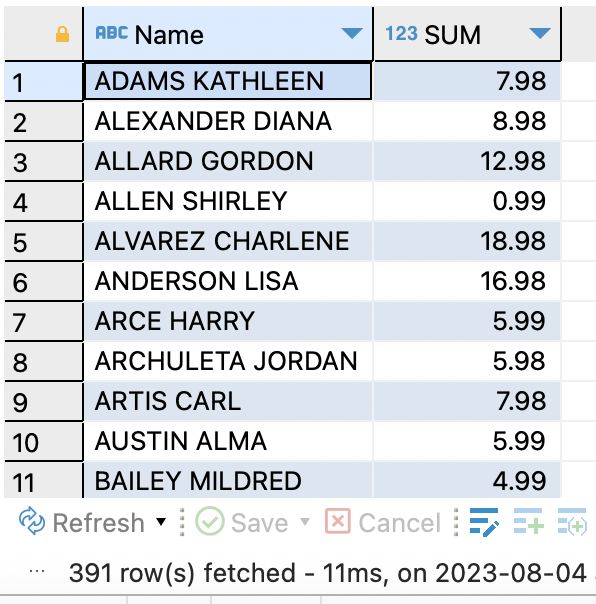 ABC Name 123 SUM
1 ADAMS KATHLEEN 7.98
2 ALEXANDER DIANA 8.98
3 ALLARD GORDON 12.98
4 ALLEN SHIRLEY 0.99
5 ALVAREZ CHARLENE 18.98
6 ANDERSON LISA 16.98
7 ARCE HARRY 5.99
8 ARCHULETA JORDAN 5.98
9 ARTIS CARL 7.98
10 AUSTIN ALMA 5.99
11 BAILEY MILDRED 4.99
Refresh Save Cancel
... 391 row(s) fetched - 11ms, on 2023-08-04